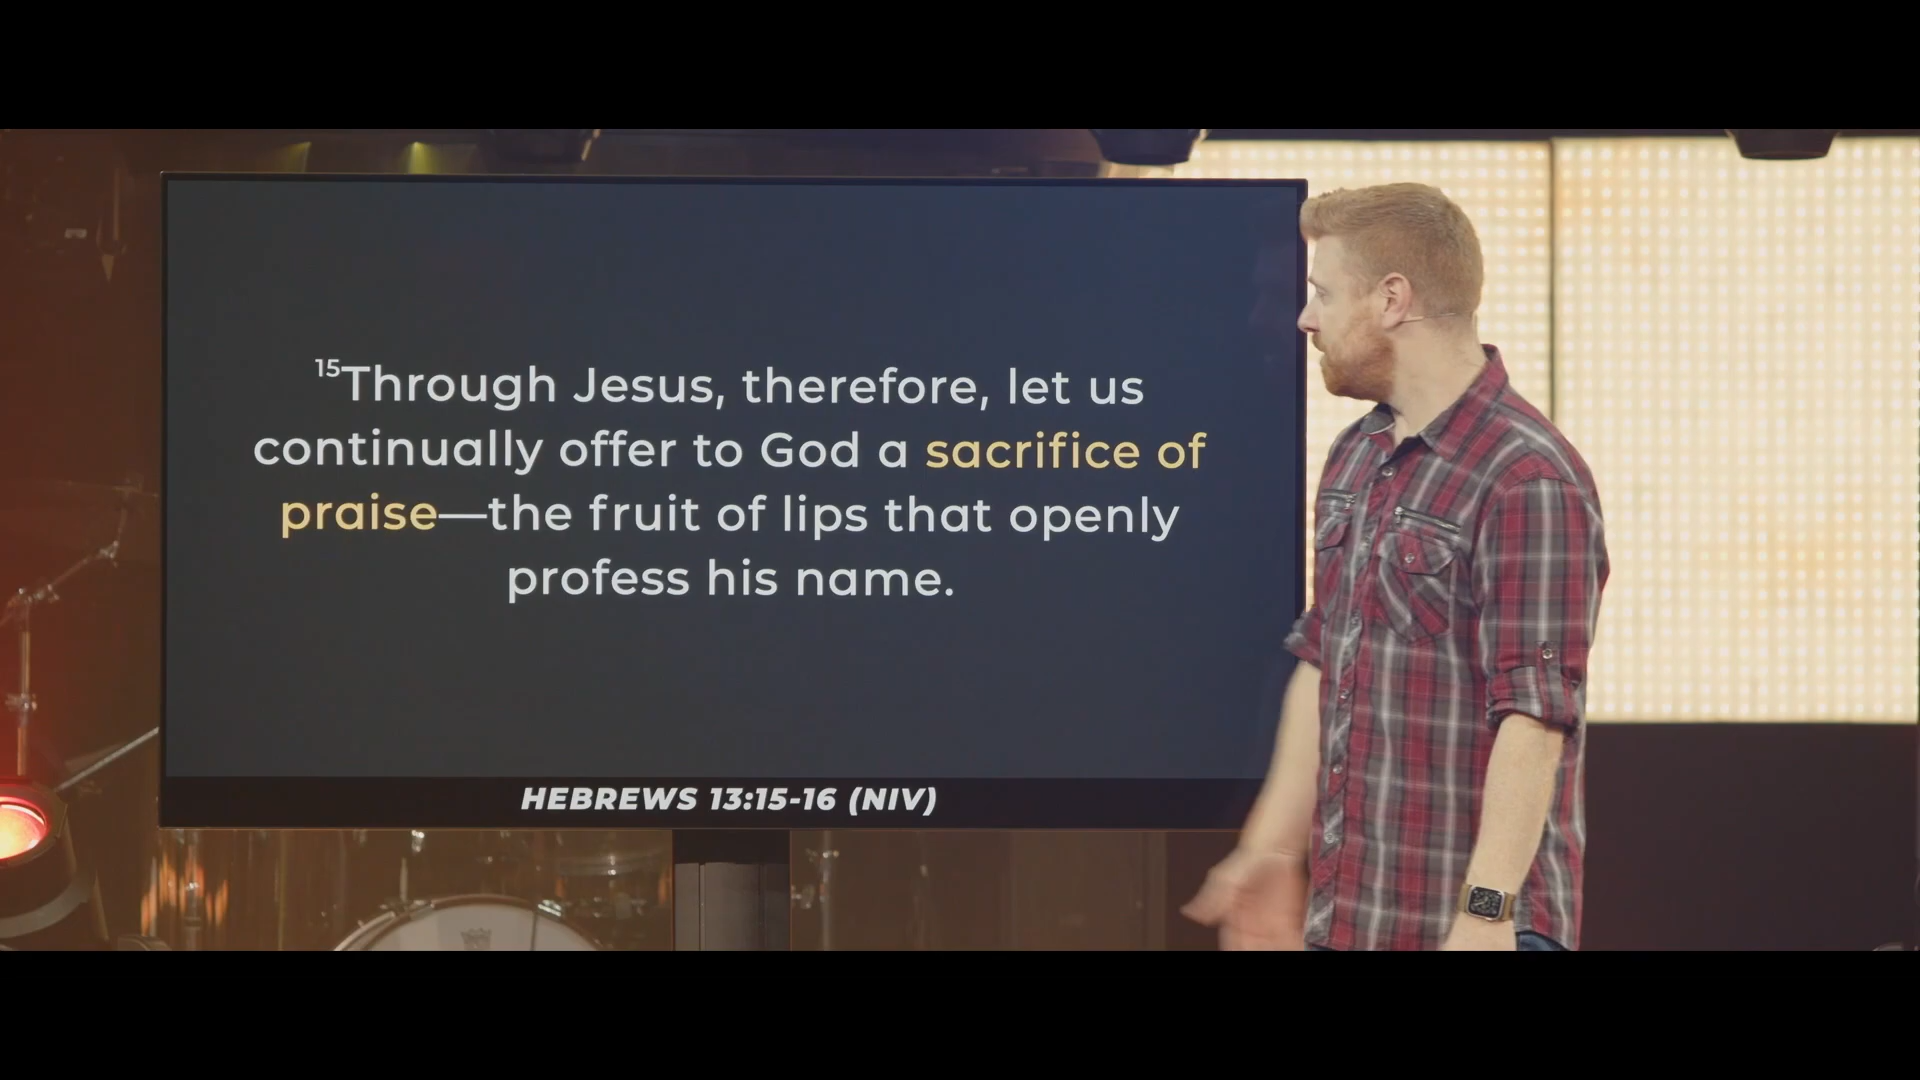 ¹⁵Through Jesus, therefore, let us
continually offer to God a sacrifice of
praise—the fruit of lips that openly
profess his name.
HEBREWS 13:15-16 (NIV)